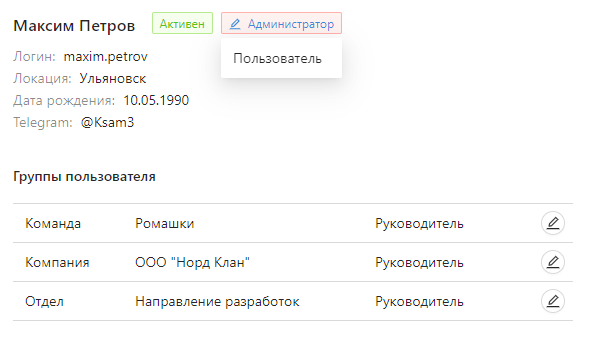 Максим Петров Активен Администратор
Пользователь
Логин: maxim.petrov
Локация: Ульяновск
Дата рождения: 10.05.1990
Telegram: @Ksam3
Группы пользователя
Команда Ромашки Руководитель
Компания ООО "Норд Клан" Руководитель
Отдел Направление разработок Руководитель